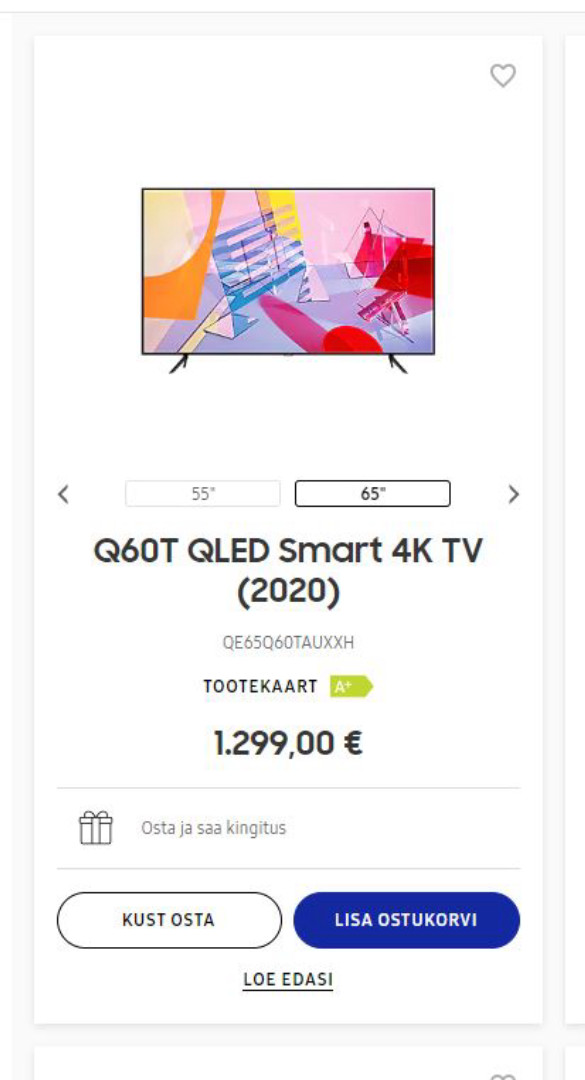 55"
65"
Q60T QLED Smart 4K TV
(2020)
QE65Q60TAUXXH
TOOTEKAART A+
1.299,00 €
Osta ja saa kingitus
KUST OSTA
LISA OSTUKORVI
LOE EDASI